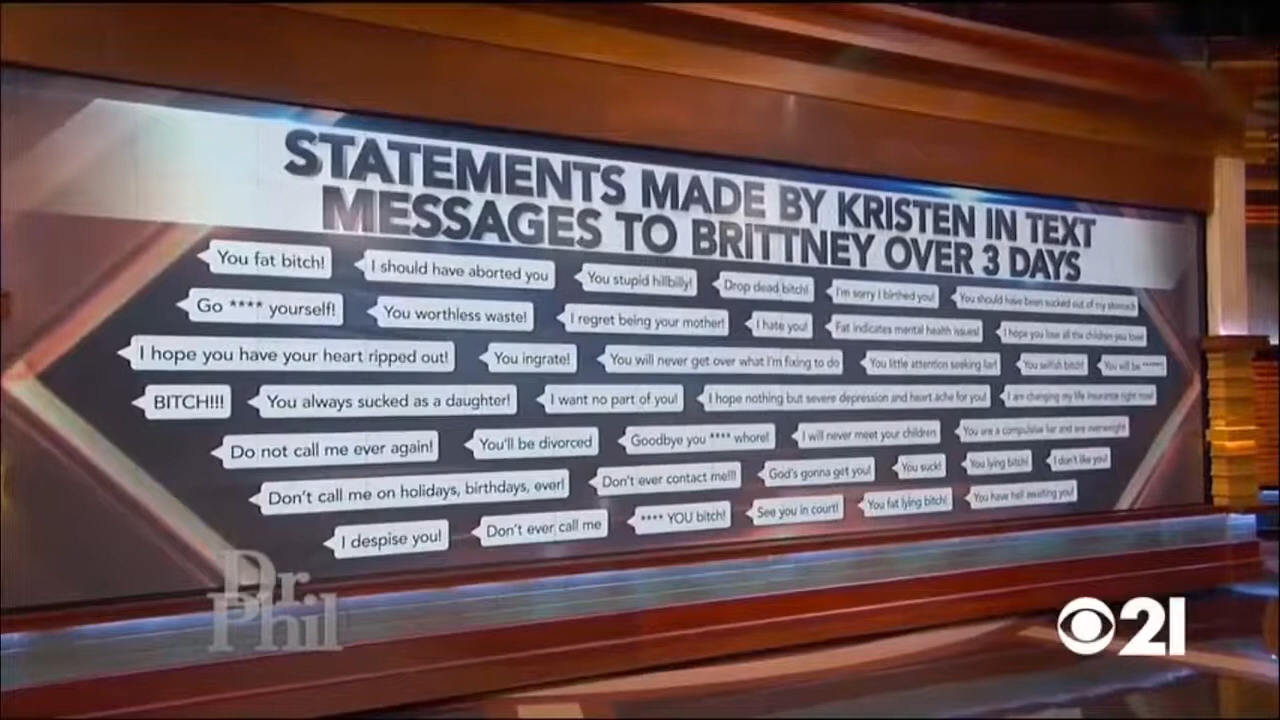 STATEMENTS MADE BY KRISTEN IN TEXT
MESSAGES TO BRITTNEY OVER 3 DAYS
You fat bitch! I should have aborted you You stupid hillbilly! Drop dead bitch! I'm sorry I birthed you! You should have been sucked out of my stomach
Go **** yourself! You worthless waste! I regret being your mother! I hate you! Fat indicates mental health issues! I hope you lose all the children you have!
I hope you have your heart ripped out! You ingrate! You will never get over what I'm fixing to do You little attention seeking liar! You selfish bitch! You will be
BITCH!!! You always sucked as a daughter! I want no part of you! I hope nothing but severe depression and heart ache for you! I am changing my life insurance right now!
Do not call me ever again! You'll be divorced Goodbye you **** whore! I will never meet your children You are a compulsive liar and are overweight
Don't call me on holidays, birthdays, ever! Don't ever contact me!!! God's gonna get you! You suck! You lying bitch! I don't like you!
I despise you! Don't ever call me **** YOU bitch! See you in court! You fat lying bitch! You have hell awaiting you!
Dr.
Phil
21